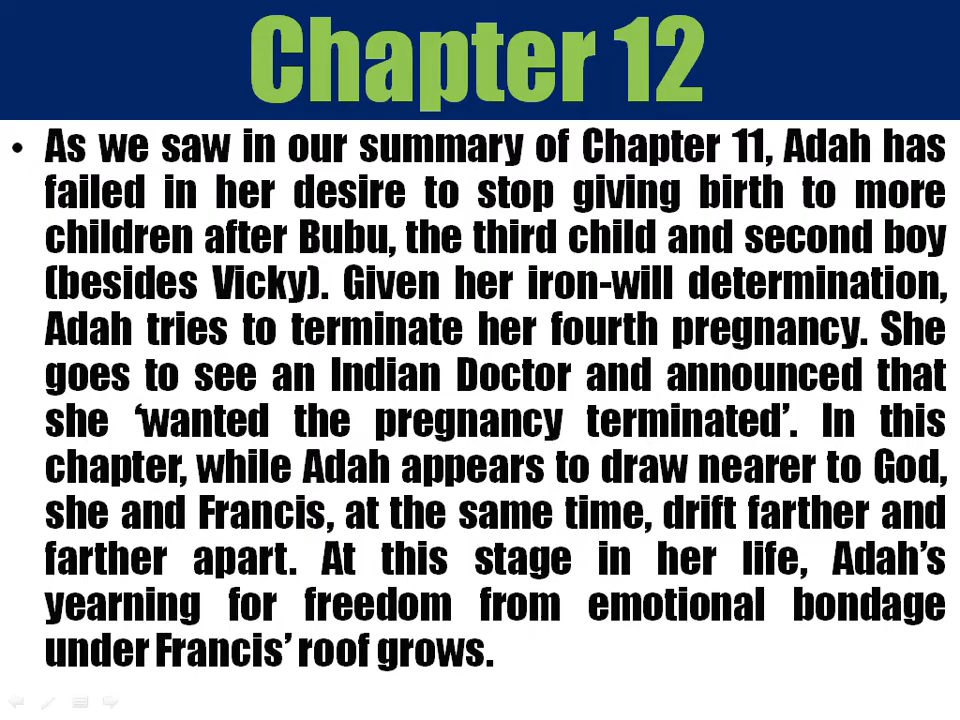 Chapter 12
• As we saw in our summary of Chapter 11, Adah has
failed in her desire to stop giving birth to more
children after Bubu, the third child and second boy
(besides Vicky). Given her iron-will determination,
Adah tries to terminate her fourth pregnancy. She
goes to see an Indian Doctor and announced that
she ‘wanted the pregnancy terminated’. In this
chapter, while Adah appears to draw nearer to God,
she and Francis, at the same time, drift farther and
farther apart. At this stage in her life, Adah’s
yearning for freedom from emotional bondage
under Francis’ roof grows.